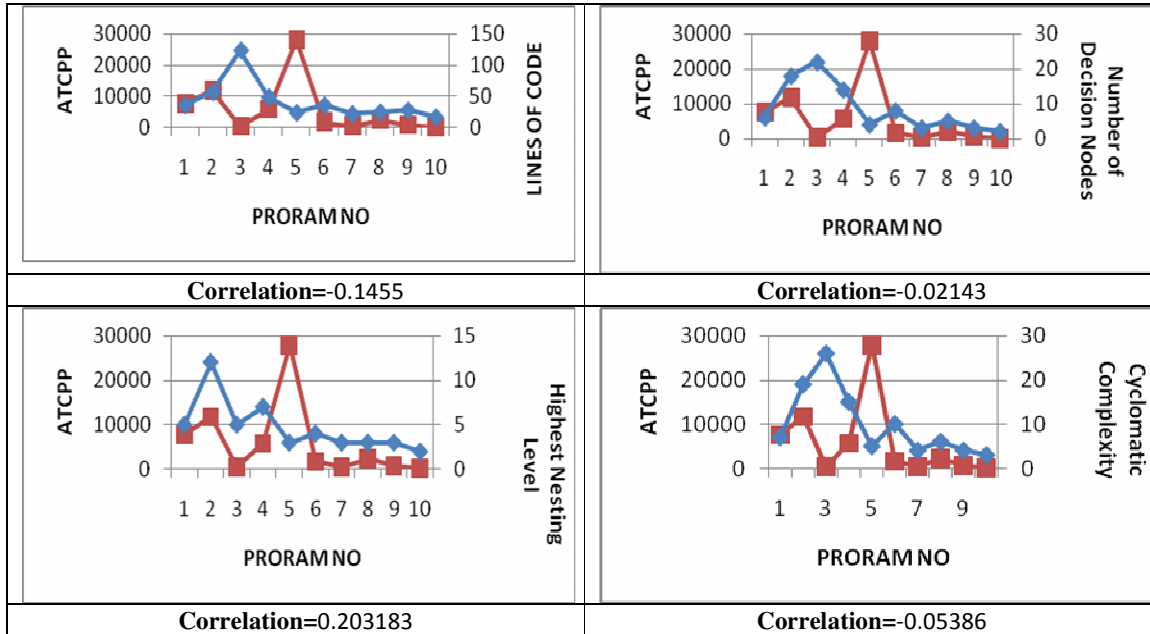 30000
20000
10000
0
ATCPP
150
100
50
0
LINES OF CODE
1 2 3 4 5 6 7 8 9 10
PRORAM NO
30000
20000
10000
0
ATCPP
30
20
10
0
Number of
Decision Nodes
1 2 3 4 5 6 7 8 9 10
PRORAM NO
Correlation=-0.1455
Correlation=-0.02143
30000
20000
10000
0
ATCPP
15
10
5
0
Highest Nesting
Level
1 2 3 4 5 6 7 8 9 10
PRORAM NO
30000
20000
10000
0
ATCPP
30
20
10
0
Cyclomatic
Complexity
1 3 5 7 9
PRORAM NO
Correlation=0.203183
Correlation=-0.05386